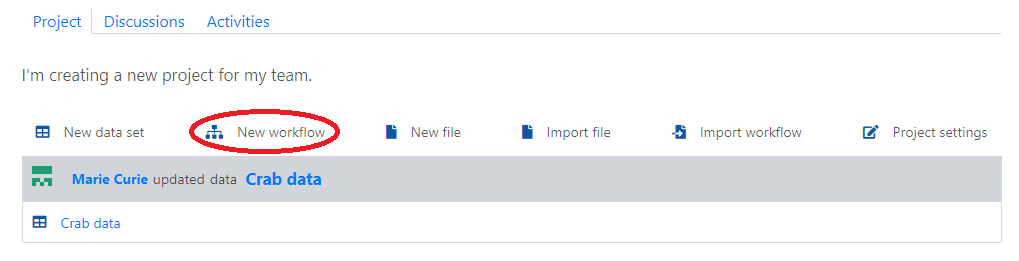 Project Discussions Activities
I'm creating a new project for my team.
New data set New workflow New file Import file Import workflow Project settings
Marie Curie updated data Crab data
Crab data